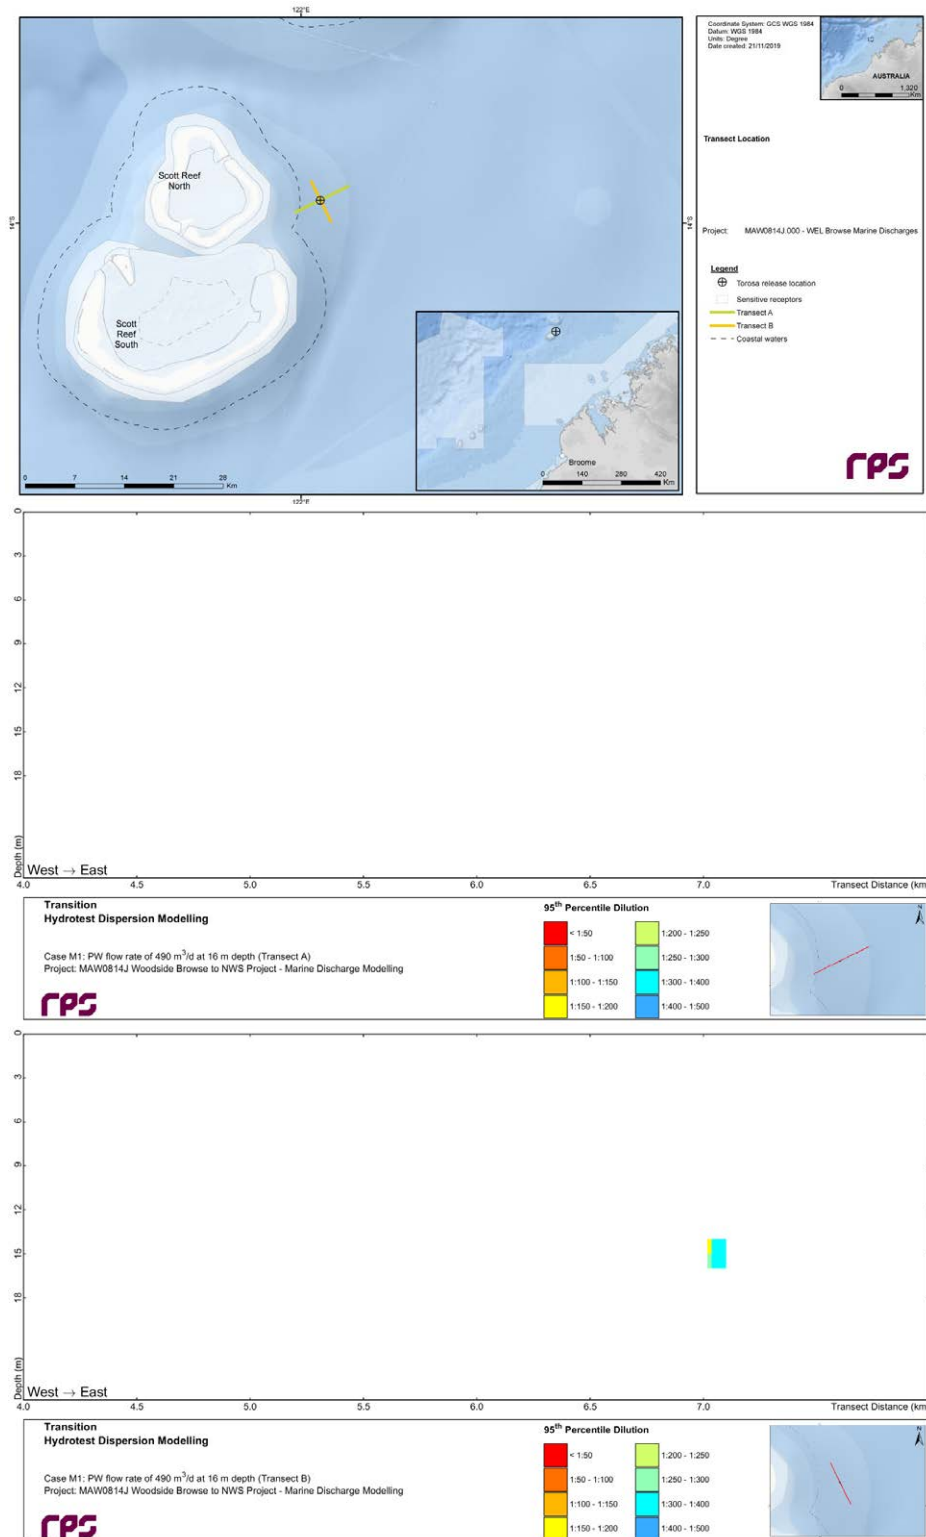 122°E
Coordinate System: GCS WGS 1984
Datum: WGS 1984
Units: Degree
Date created: 21/11/2019
AUSTRALIA
0 1,320
Km
Transect Location
Scott Reef
North
14°S
14°S
Project: MAW0814J.000 - WEL Browse Marine Discharges
Legend
Torosa release location
Sensitive receptors
Transect A
Transect B
Coastal waters
Scott
Reef
South
Broome
0 140 280 420
Km
0 7 14 21 28
Km
122°E
rps
0
3
6
9
12
15
18
Depth (m)
West → East
4.0 4.5 5.0 5.5 6.0 6.5 7.0 Transect Distance (km
Transition
Hydrotest Dispersion Modelling
Case M1: PW flow rate of 490 m³/d at 16 m depth (Transect A)
Project: MAW0814J Woodside Browse to NWS Project - Marine Discharge Modelling
rps
95th Percentile Dilution
< 1:50
1:50 - 1:100
1:100 - 1:150
1:150 - 1:200
1:200 - 1:250
1:250 - 1:300
1:300 - 1:400
1:400 - 1:500
N
0
3
6
9
12
15
18
Depth (m)
West → East
4.0 4.5 5.0 5.5 6.0 6.5 7.0 Transect Distance (km
Transition
Hydrotest Dispersion Modelling
Case M1: PW flow rate of 490 m³/d at 16 m depth (Transect B)
Project: MAW0814J Woodside Browse to NWS Project - Marine Discharge Modelling
rps
95th Percentile Dilution
< 1:50
1:50 - 1:100
1:100 - 1:150
1:150 - 1:200
1:200 - 1:250
1:250 - 1:300
1:300 - 1:400
1:400 - 1:500
N